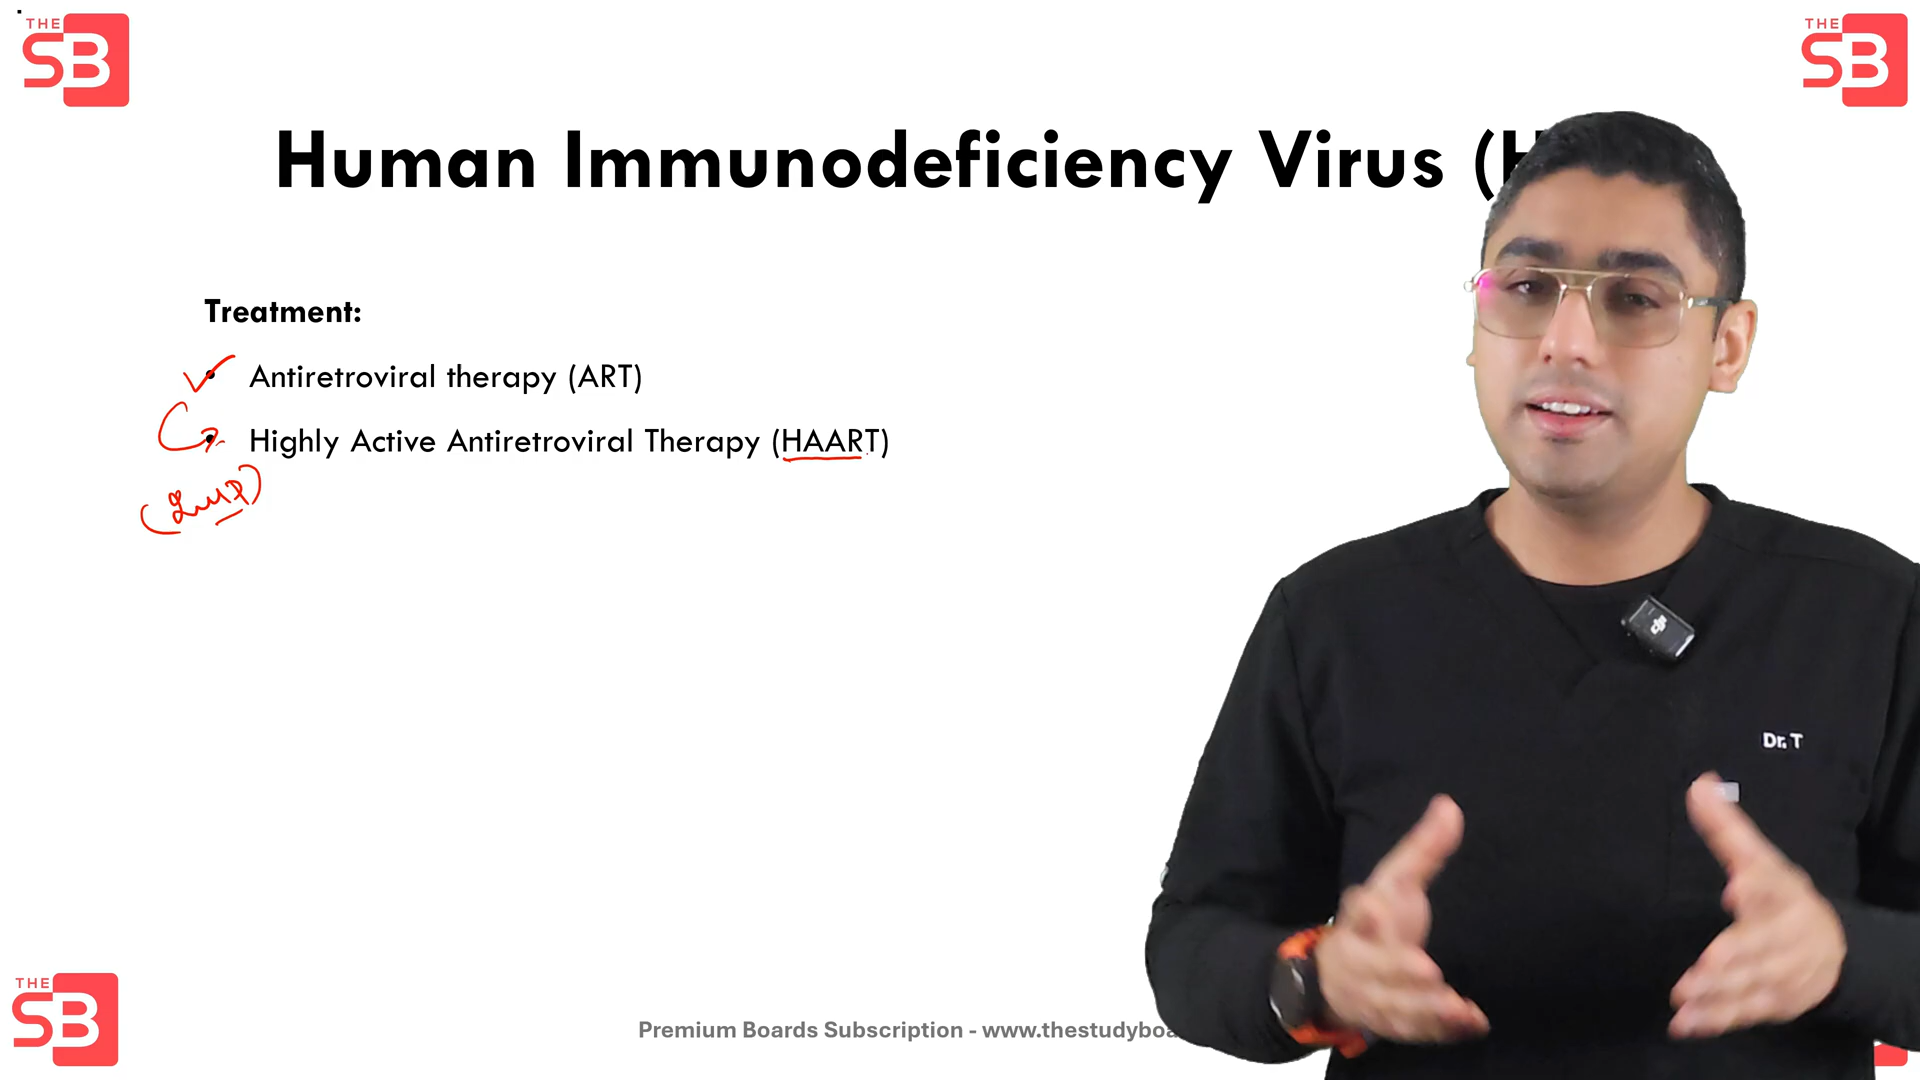 THE
SB
THE
SB
Human Immunodeficiency Virus (H
Treatment:
• Antiretroviral therapy (ART)
• Highly Active Antiretroviral Therapy (HAART)
(Imp)
Dr. T
THE
SB
Premium Boards Subscription - www.thestudyboa